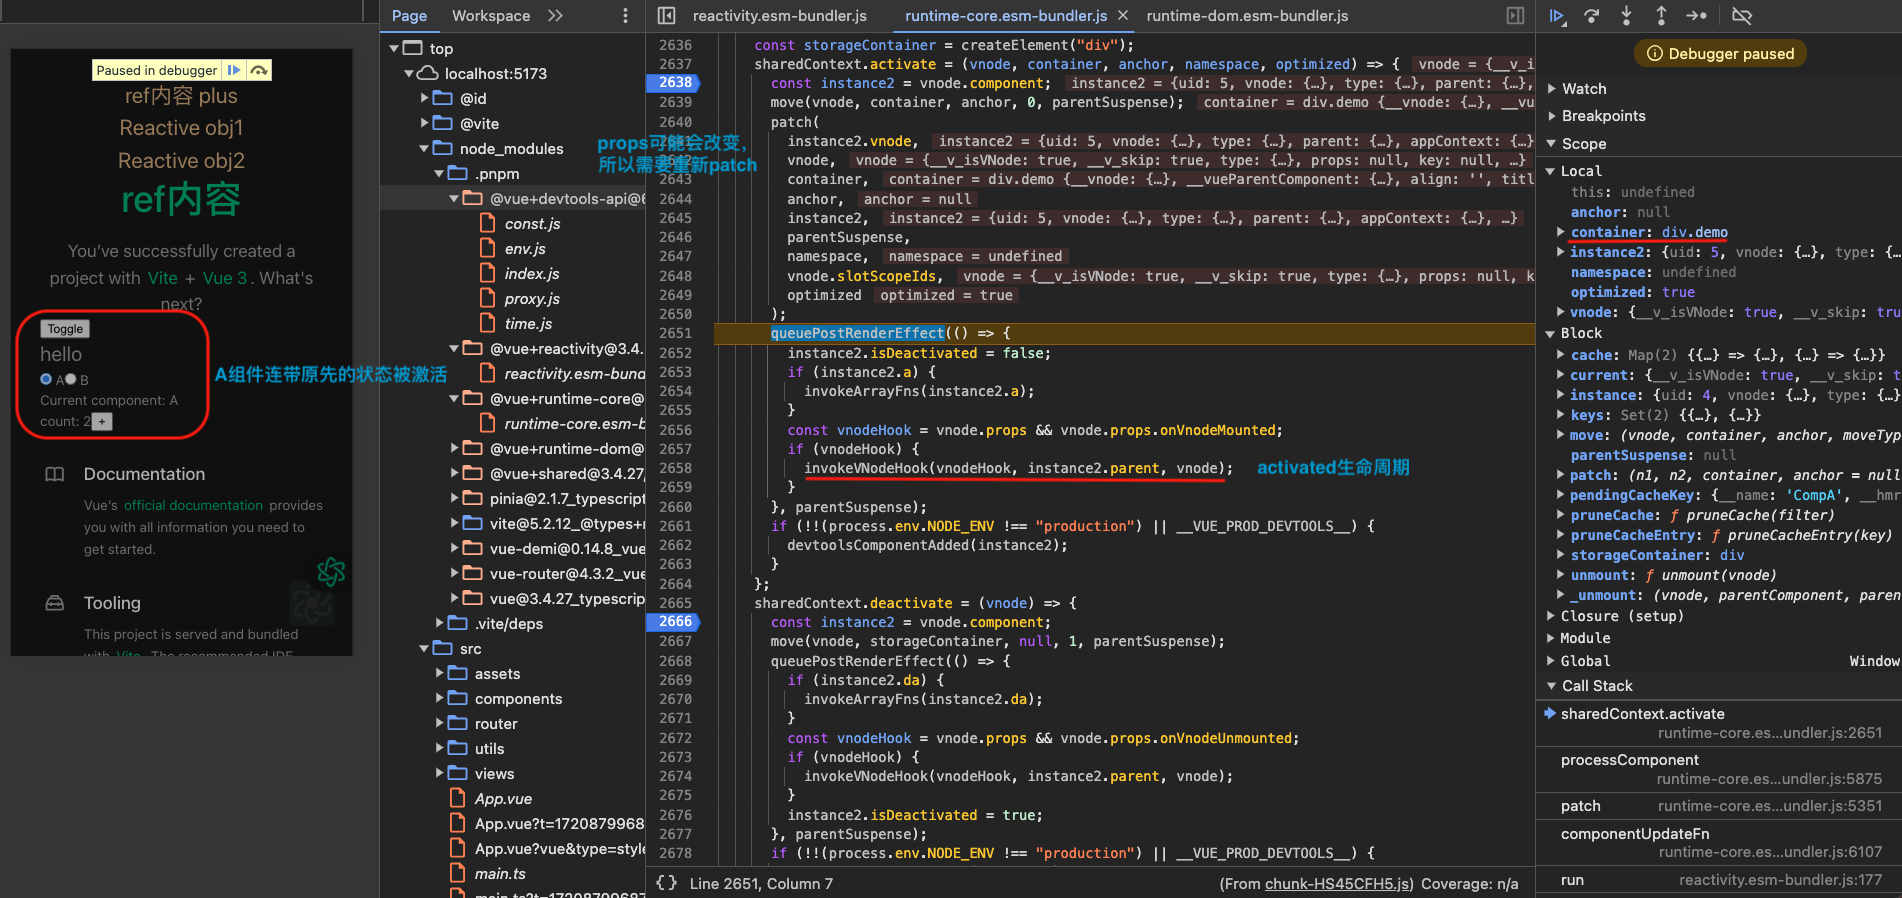 Paused in debugger
ref内容 plus
Reactive obj1
Reactive obj2
ref内容
You've successfully created a
project with Vite + Vue 3. What's
next?
Toggle
hello
A B
Current component: A
count: 2 +
A组件连带原先的状态被激活
Documentation
Vue's official documentation provides
you with all information you need to
get started.
Tooling
This project is served and bundled
with Vite. The recommended IDE
Page Workspace
top
localhost:5173
@id
@vite
node_modules
.pnpm
@vue+devtools-api@6
const.js
env.js
index.js
proxy.js
time.js
@vue+reactivity@3.4.
reactivity.esm-bund
@vue+runtime-core@
runtime-core.esm-b
@vue+runtime-dom@
@vue+shared@3.4.27
pinia@2.1.7_typescript
vite@5.2.12_@types+
vue-demi@0.14.8_vue
vue-router@4.3.2_vue
vue@3.4.27_typescrip
.vite/deps
src
assets
components
router
utils
views
App.vue
App.vue?t=1720879968
App.vue?vue&type=style
main.ts
main.ts?t=17208799687
reactivity.esm-bundler.js runtime-core.esm-bundler.js × runtime-dom.esm-bundler.js
2636 const storageContainer = createElement("div");
2637 sharedContext.activate = (vnode, container, anchor, namespace, optimized) => { vnode = {__v_i
2638 const instance2 = vnode.component; instance2 = {uid: 5, vnode: {…}, type: {…}, parent: {…},
2639 move(vnode, container, anchor, 0, parentSuspense); container = div.demo {__vnode: {…}, __vu
2640 patch(
props可能会改变，
所以需要重新patch
instance2.vnode, instance2 = {uid: 5, vnode: {…}, type: {…}, parent: {…}, appContext: {…}
vnode, vnode = {__v_isVNode: true, __v_skip: true, type: {…}, props: null, key: null, …}
2643 container, container = div.demo {__vnode: {…}, __vueParentComponent: {…}, align: '', titl
2644 anchor, anchor = null
2645 instance2, instance2 = {uid: 5, vnode: {…}, type: {…}, parent: {…}, appContext: {…}, …}
2646 parentSuspense,
2647 namespace, namespace = undefined
2648 vnode.slotScopeIds, vnode = {__v_isVNode: true, __v_skip: true, type: {…}, props: null, k
2649 optimized optimized = true
2650 );
2651 queuePostRenderEffect(() => {
2652 instance2.isDeactivated = false;
2653 if (instance2.a) {
2654 invokeArrayFns(instance2.a);
2655 }
2656 const vnodeHook = vnode.props && vnode.props.onVnodeMounted;
2657 if (vnodeHook) {
2658 invokeVNodeHook(vnodeHook, instance2.parent, vnode); activated生命周期
2659 }
2660 }, parentSuspense);
2661 if (!!(process.env.NODE_ENV !== "production") || __VUE_PROD_DEVTOOLS__) {
2662 devtoolsComponentAdded(instance2);
2663 }
2664 };
2665 sharedContext.deactivate = (vnode) => {
2666 const instance2 = vnode.component;
2667 move(vnode, storageContainer, null, 1, parentSuspense);
2668 queuePostRenderEffect(() => {
2669 if (instance2.da) {
2670 invokeArrayFns(instance2.da);
2671 }
2672 const vnodeHook = vnode.props && vnode.props.onVnodeUnmounted;
2673 if (vnodeHook) {
2674 invokeVNodeHook(vnodeHook, instance2.parent, vnode);
2675 }
2676 instance2.isDeactivated = true;
2677 }, parentSuspense);
2678 if (!!(process.env.NODE_ENV !== "production") || __VUE_PROD_DEVTOOLS__) {
{} Line 2651, Column 7 (From chunk-HS45CFH5.js) Coverage: n/a
Debugger paused
Watch
Breakpoints
Scope
Local
this: undefined
anchor: null
container: div.demo
instance2: {uid: 5, vnode: {…}, type: {…
namespace: undefined
optimized: true
vnode: {__v_isVNode: true, __v_skip: tru
Block
cache: Map(2) {{…} => {…}, {…} => {…}}
current: {__v_isVNode: true, __v_skip: t
instance: {uid: 4, vnode: {…}, type: {…}
keys: Set(2) {{…}, {…}}
move: (vnode, container, anchor, moveTyp
parentSuspense: null
patch: (n1, n2, container, anchor = null
pendingCacheKey: {__name: 'CompA', __hmr
pruneCache: ƒ pruneCache(filter)
pruneCacheEntry: ƒ pruneCacheEntry(key)
storageContainer: div
unmount: ƒ unmount(vnode)
_unmount: (vnode, parentComponent, paren
Closure (setup)
Module
Global Window
Call Stack
sharedContext.activate
runtime-core.es…undler.js:2651
processComponent
runtime-core.es…undler.js:5875
patch runtime-core.es…undler.js:5351
componentUpdateFn
runtime-core.es…undler.js:6107
run reactivity.esm-bundler.js:177